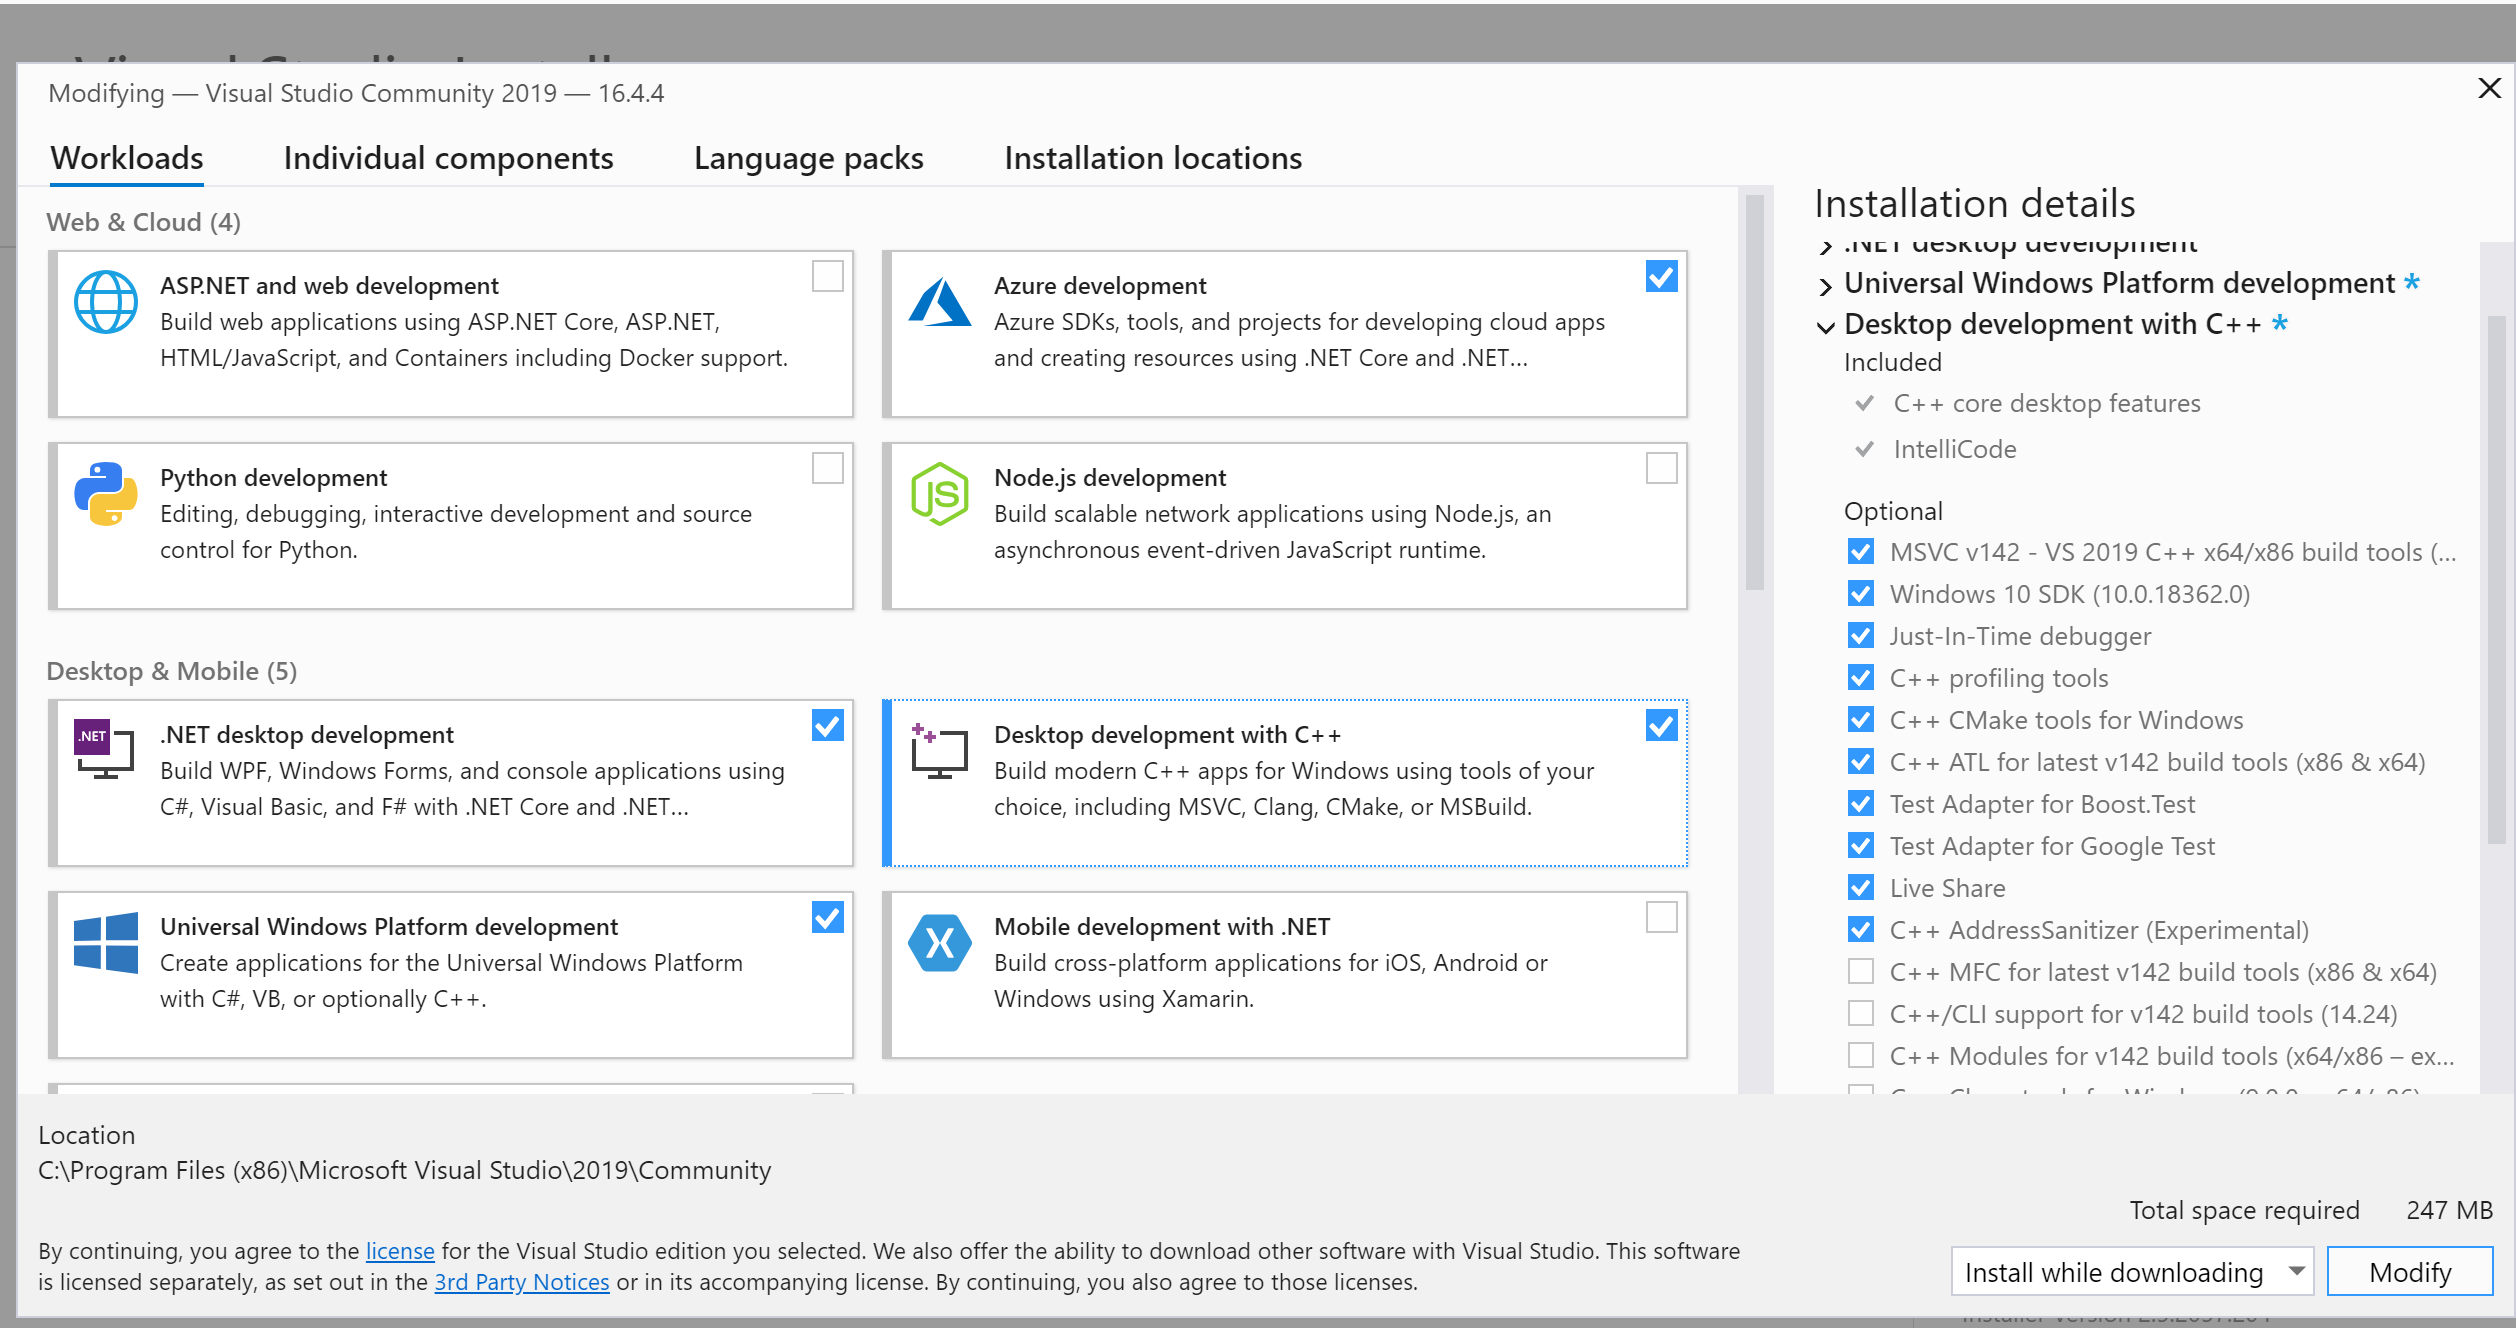 Modifying — Visual Studio Community 2019 — 16.4.4
Workloads
Individual components
Language packs
Installation locations
Web & Cloud (4)
ASP.NET and web development
Build web applications using ASP.NET Core, ASP.NET,
HTML/JavaScript, and Containers including Docker support.
Azure development
Azure SDKs, tools, and projects for developing cloud apps
and creating resources using .NET Core and .NET...
Python development
Editing, debugging, interactive development and source
control for Python.
JS
Node.js development
Build scalable network applications using Node.js, an
asynchronous event-driven JavaScript runtime.
Desktop & Mobile (5)
.NET
.NET desktop development
Build WPF, Windows Forms, and console applications using
C#, Visual Basic, and F# with .NET Core and .NET...
Desktop development with C++
Build modern C++ apps for Windows using tools of your
choice, including MSVC, Clang, CMake, or MSBuild.
Universal Windows Platform development
Create applications for the Universal Windows Platform
with C#, VB, or optionally C++.
Mobile development with .NET
Build cross-platform applications for iOS, Android or
Windows using Xamarin.
Installation details
.NET desktop development
Universal Windows Platform development *
Desktop development with C++ *
Included
C++ core desktop features
IntelliCode
Optional
MSVC v142 - VS 2019 C++ x64/x86 build tools (...
Windows 10 SDK (10.0.18362.0)
Just-In-Time debugger
C++ profiling tools
C++ CMake tools for Windows
C++ ATL for latest v142 build tools (x86 & x64)
Test Adapter for Boost.Test
Test Adapter for Google Test
Live Share
C++ AddressSanitizer (Experimental)
C++ MFC for latest v142 build tools (x86 & x64)
C++/CLI support for v142 build tools (14.24)
C++ Modules for v142 build tools (x64/x86 – ex...
Location
C:\Program Files (x86)\Microsoft Visual Studio\2019\Community
Total space required 247 MB
By continuing, you agree to the license for the Visual Studio edition you selected. We also offer the ability to download other software with Visual Studio. This software
is licensed separately, as set out in the 3rd Party Notices or in its accompanying license. By continuing, you also agree to those licenses.
Install while downloading
Modify